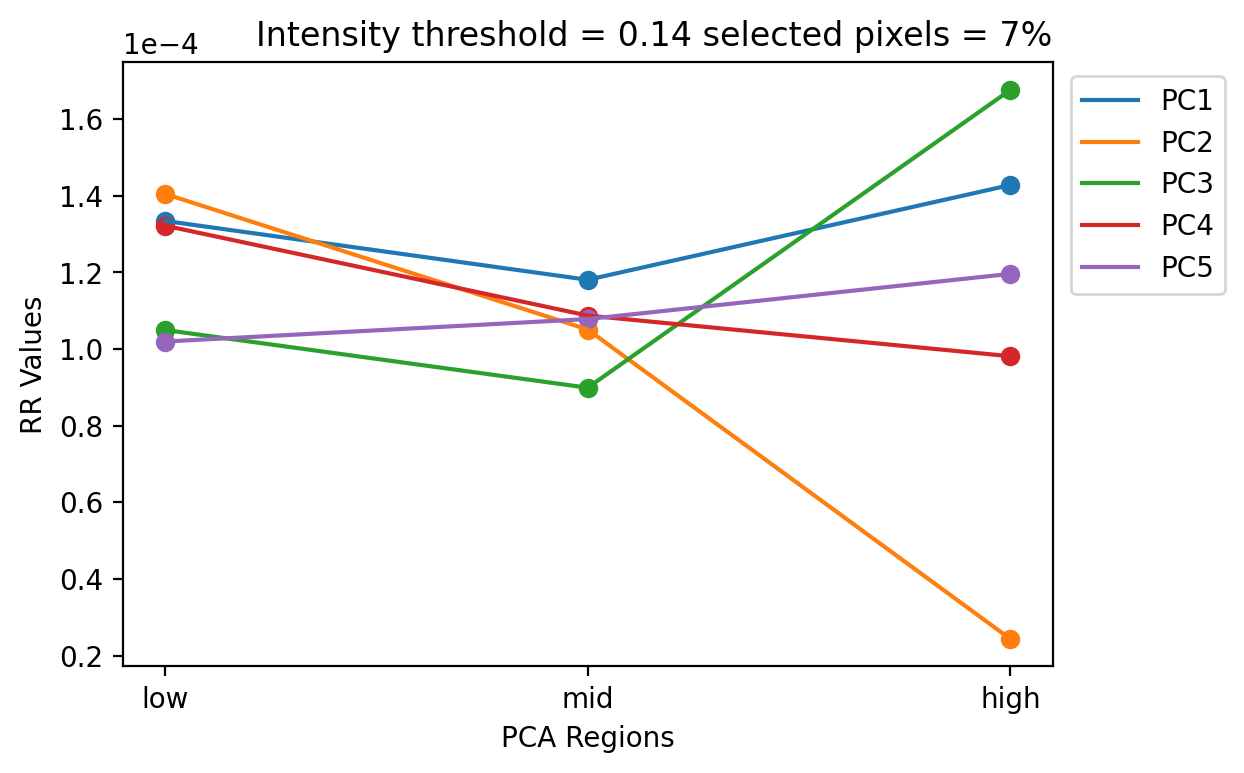 1e−4
Intensity threshold = 0.14 selected pixels = 7%
RR Values
1.6
1.4
1.2
1.0
0.8
0.6
0.4
0.2
low
mid
high
PCA Regions
PC1
PC2
PC3
PC4
PC5